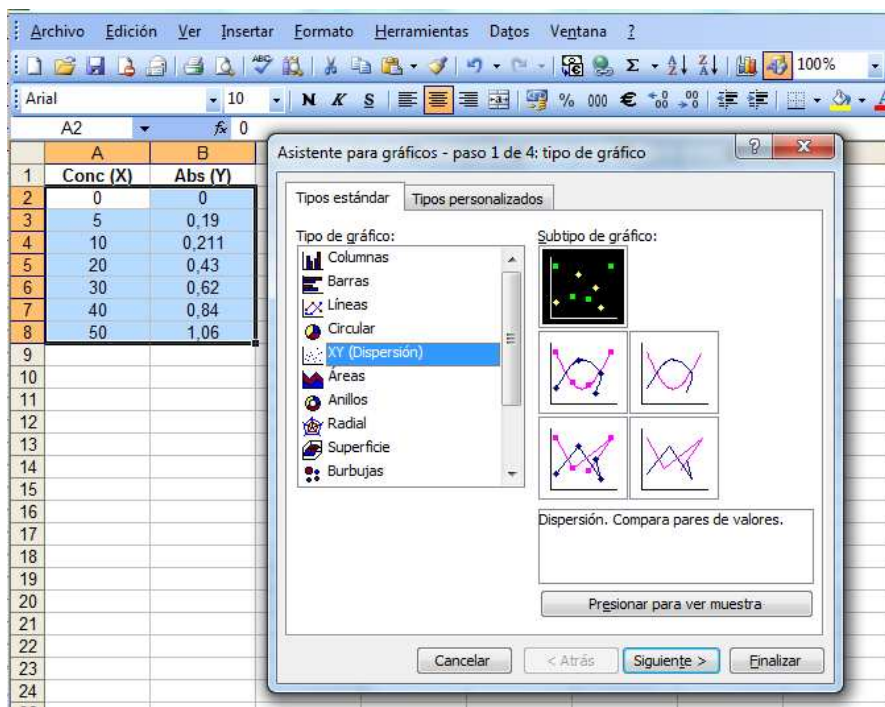 Archivo Edición Ver Insertar Formato Herramientas Datos Ventana ?
ABC Σ A Z Z A 100%
Arial 10 N K S % 000 €
A2 fx 0
A B
1 Conc (X) Abs (Y)
2 0 0
3 5 0,19
4 10 0,211
5 20 0,43
6 30 0,62
7 40 0,84
8 50 1,06
9
10
11
12
13
14
15
16
17
18
19
20
21
22
23
24
Asistente para gráficos - paso 1 de 4: tipo de gráfico ? X
Tipos estándar Tipos personalizados
Tipo de gráfico:
Columnas
Barras
Líneas
Circular
XY (Dispersión)
Áreas
Anillos
Radial
Superficie
Burbujas
Subtipo de gráfico:
Dispersión. Compara pares de valores.
Presionar para ver muestra
Cancelar < Atrás Siguiente > Finalizar